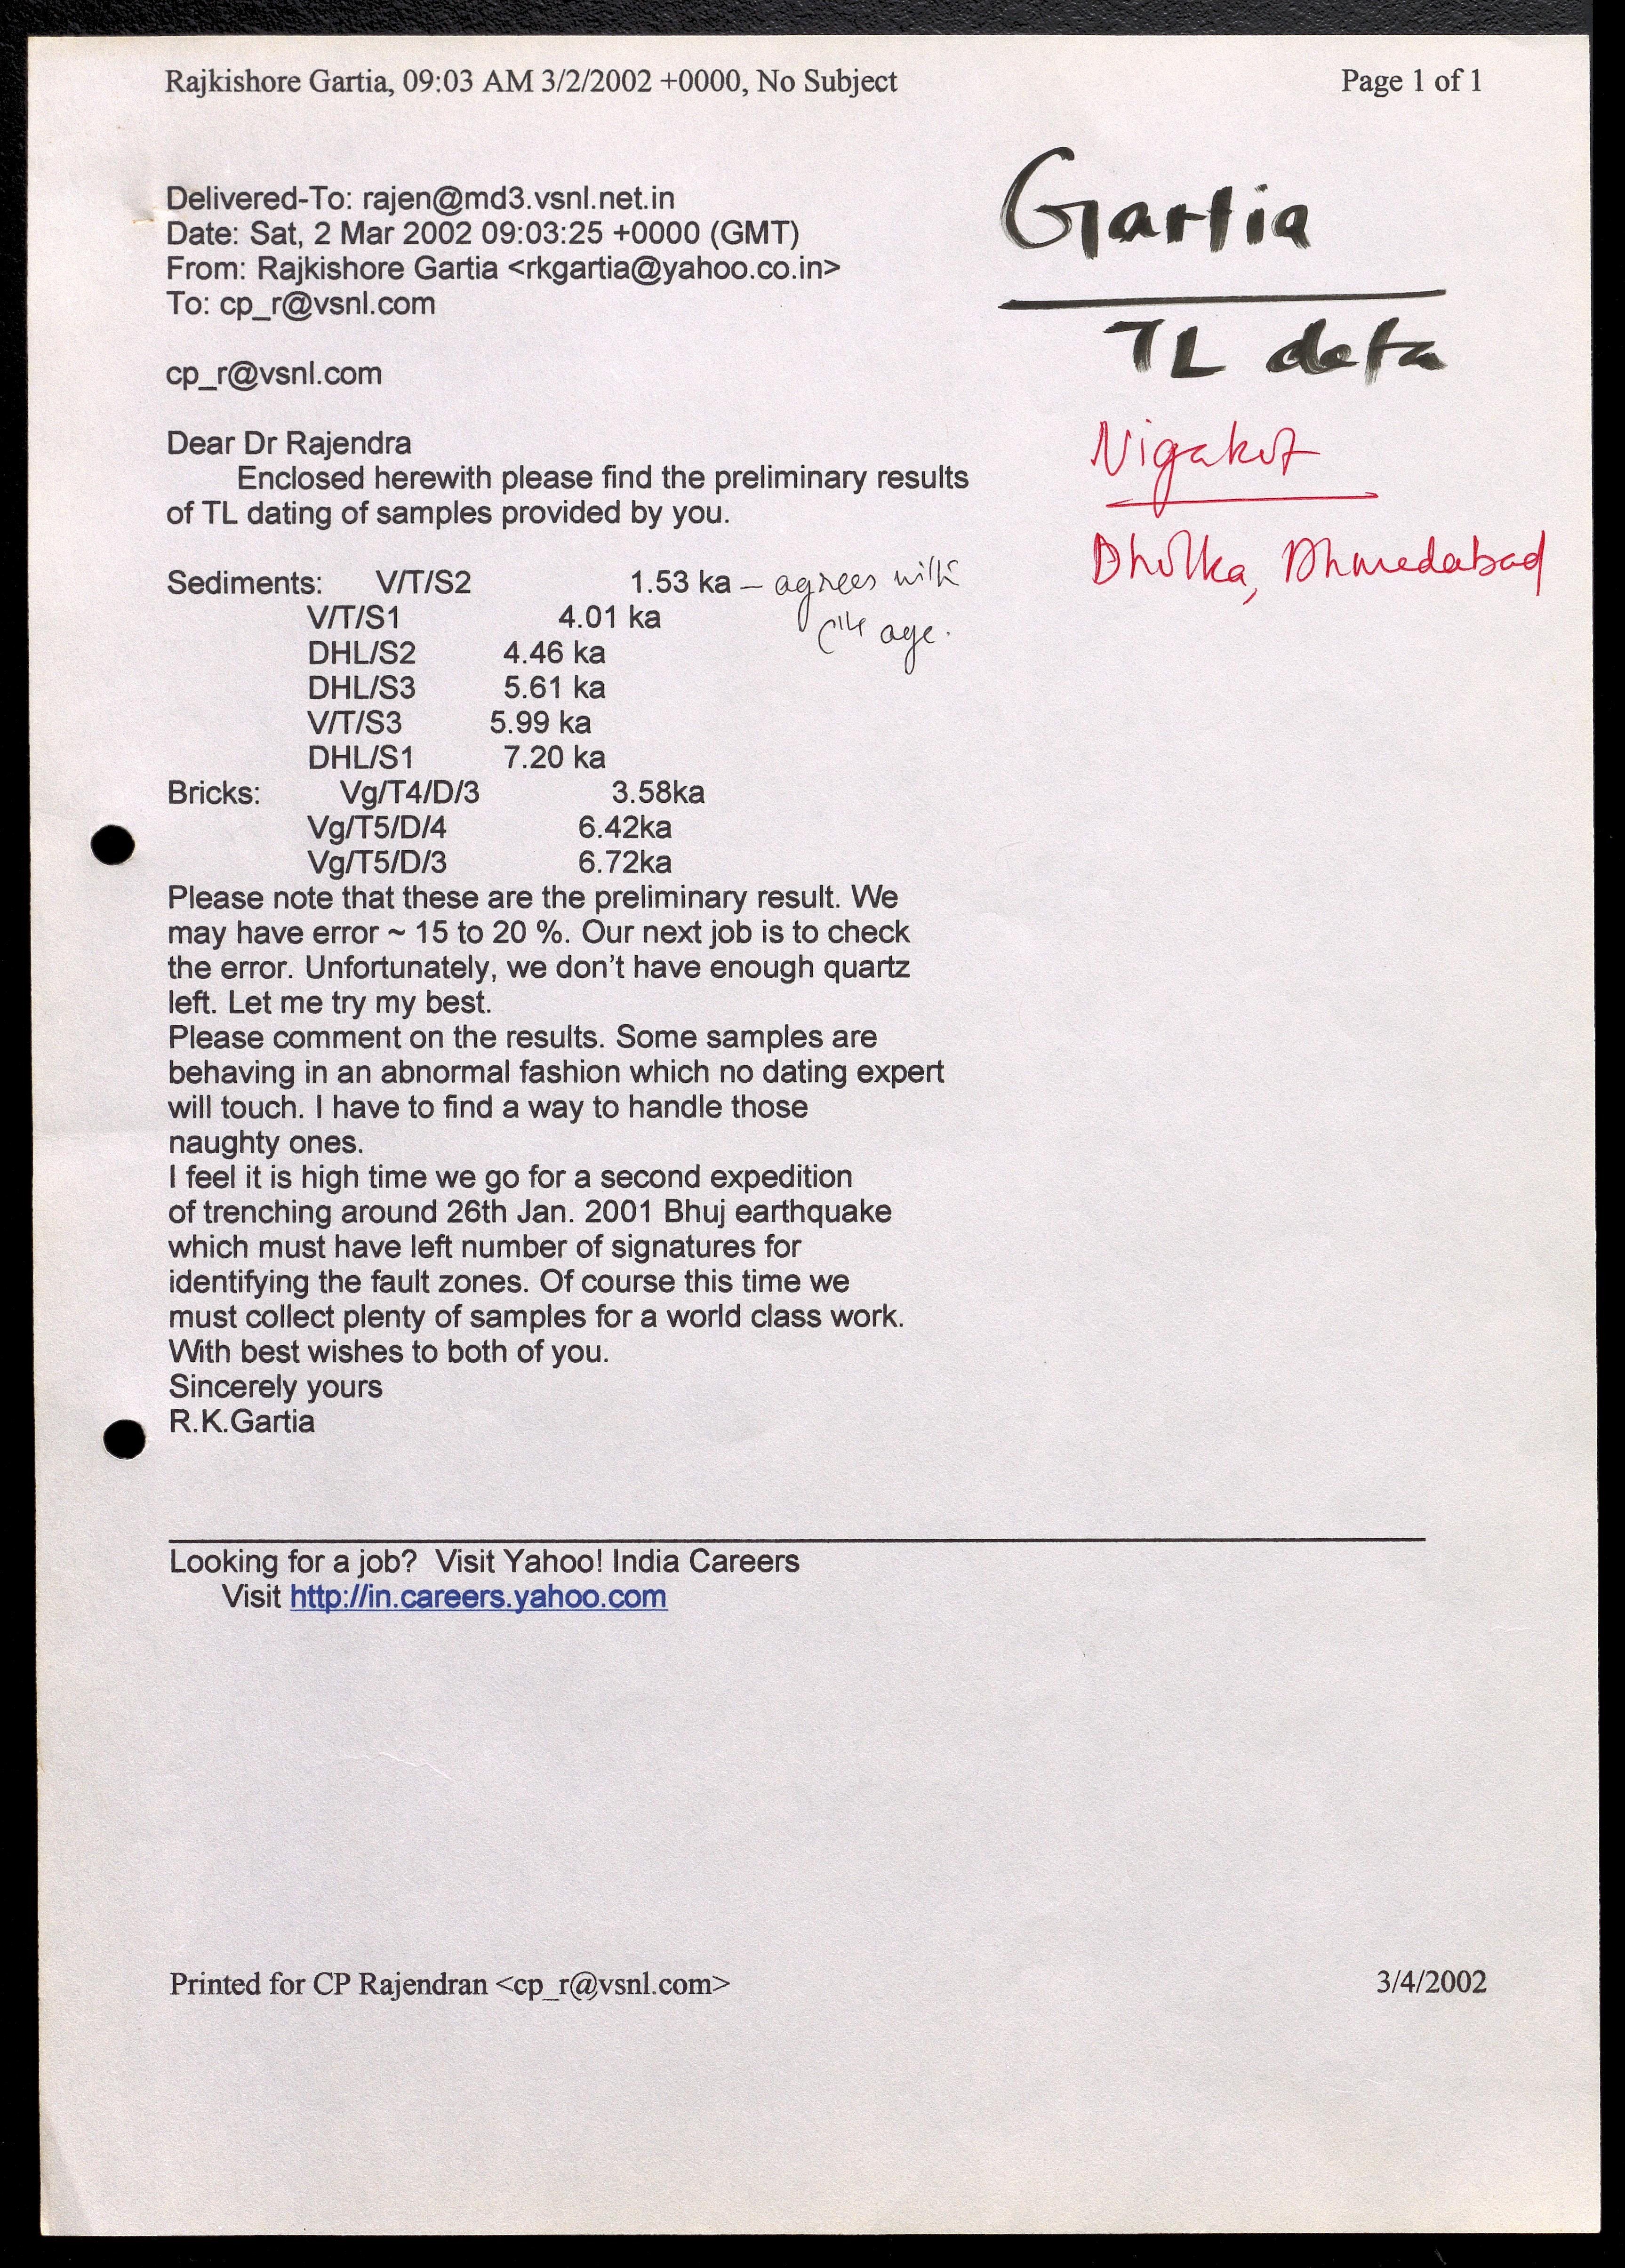 Rajkishore Gartia, 09:03 AM 3/2/2002 +0000, No Subject Page 1 of 1
Gartia
TL data
Nigakot
Dholka, Ahmedabad
Delivered-To: rajen@md3.vsnl.net.in
Date: Sat, 2 Mar 2002 09:03:25 +0000 (GMT)
From: Rajkishore Gartia <rkgartia@yahoo.co.in>
To: cp_r@vsnl.com
cp_r@vsnl.com
Dear Dr Rajendra
Enclosed herewith please find the preliminary results
of TL dating of samples provided by you.
Sediments: V/T/S2 1.53 ka – agrees with
C14 age.
V/T/S1 4.01 ka
DHL/S2 4.46 ka
DHL/S3 5.61 ka
V/T/S3 5.99 ka
DHL/S1 7.20 ka
Bricks: Vg/T4/D/3 3.58ka
Vg/T5/D/4 6.42ka
Vg/T5/D/3 6.72ka
Please note that these are the preliminary result. We
may have error ~ 15 to 20 %. Our next job is to check
the error. Unfortunately, we don't have enough quartz
left. Let me try my best.
Please comment on the results. Some samples are
behaving in an abnormal fashion which no dating expert
will touch. I have to find a way to handle those
naughty ones.
I feel it is high time we go for a second expedition
of trenching around 26th Jan. 2001 Bhuj earthquake
which must have left number of signatures for
identifying the fault zones. Of course this time we
must collect plenty of samples for a world class work.
With best wishes to both of you.
Sincerely yours
R.K.Gartia
Looking for a job? Visit Yahoo! India Careers
Visit http://in.careers.yahoo.com
Printed for CP Rajendran <cp_r@vsnl.com> 3/4/2002